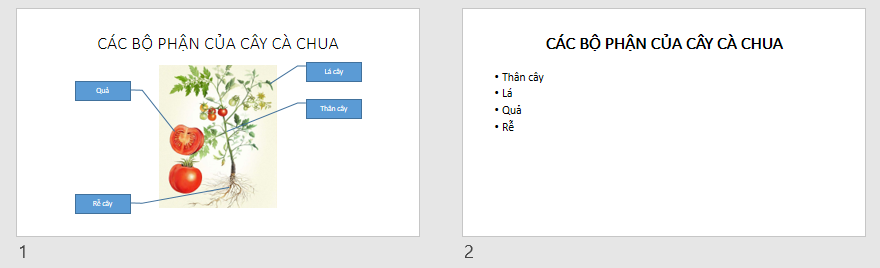 CÁC BỘ PHẬN CỦA CÂY CÀ CHUA
Lá cây
Quả
Thân cây
Rễ cây
1
CÁC BỘ PHẬN CỦA CÂY CÀ CHUA
• Thân cây
• Lá
• Quả
• Rễ
2